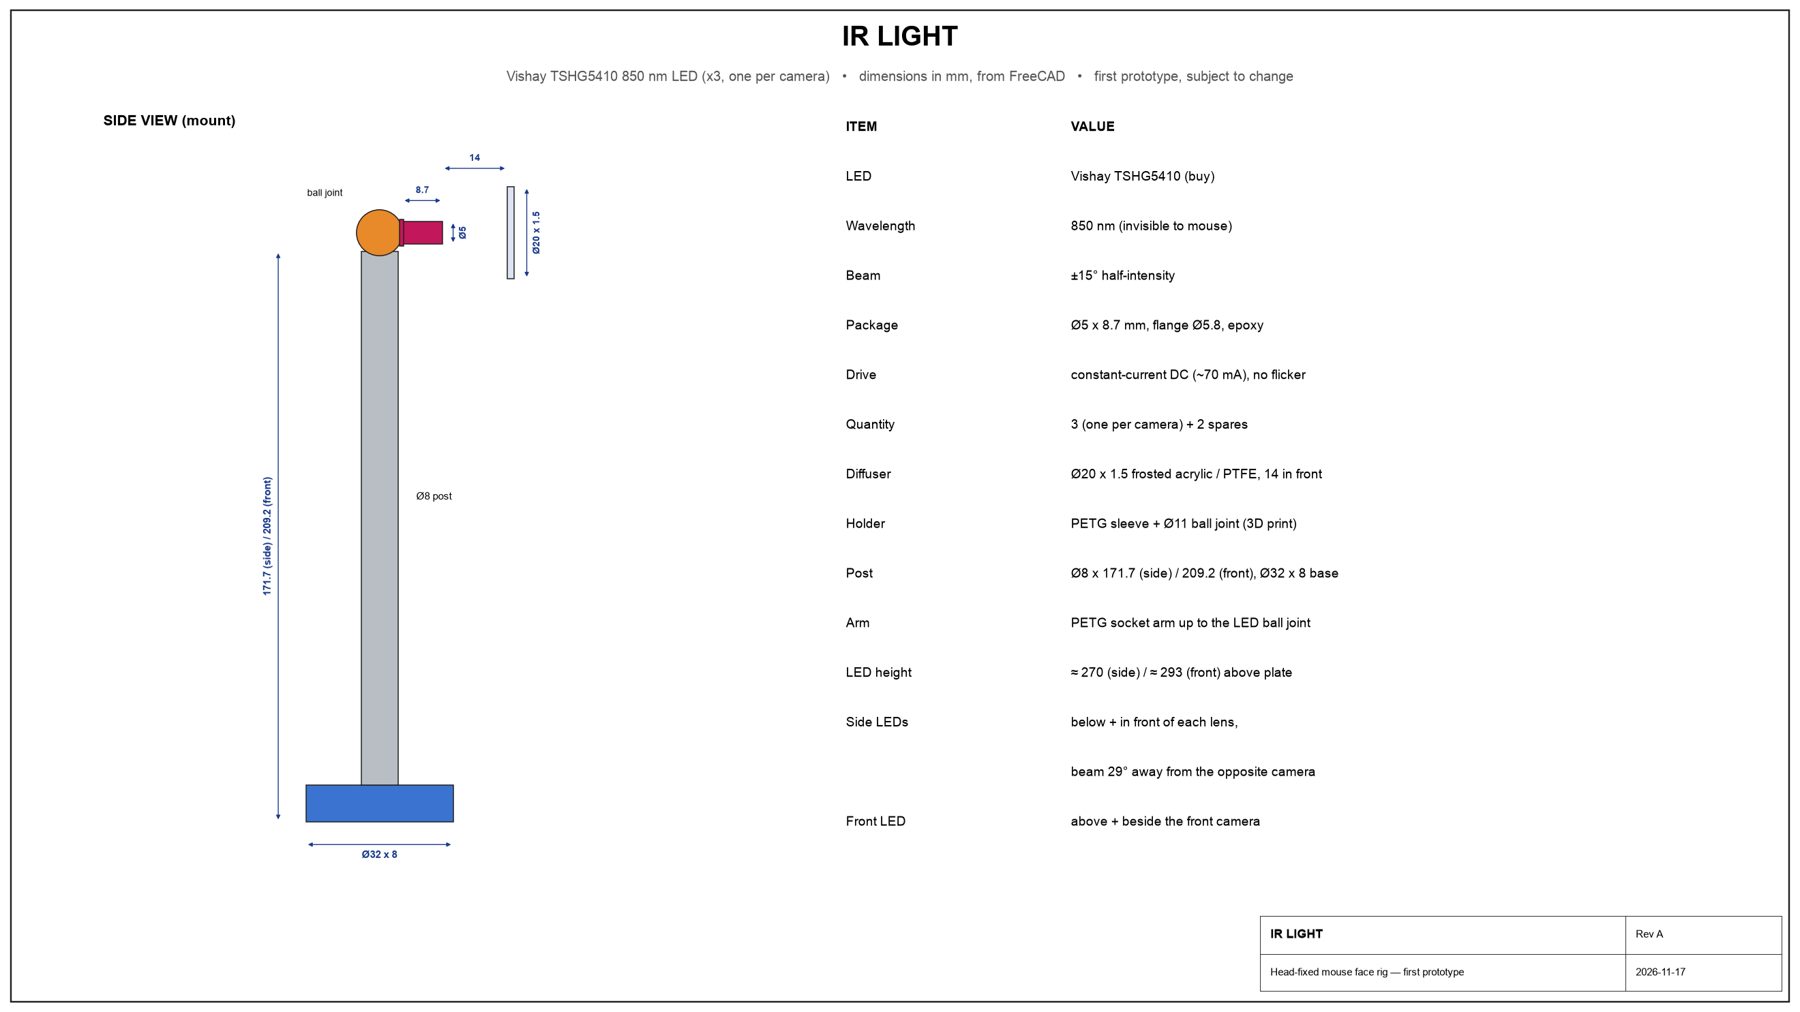 IR LIGHT
Vishay TSHG5410 850 nm LED (x3, one per camera) • dimensions in mm, from FreeCAD • first prototype, subject to change
SIDE VIEW (mount)
14
ball joint
8.7
Ø5
Ø20 x 1.5
171.7 (side) / 209.2 (front)
Ø8 post
Ø32 x 8
ITEM VALUE
LED Vishay TSHG5410 (buy)
Wavelength 850 nm (invisible to mouse)
Beam ±15° half-intensity
Package Ø5 x 8.7 mm, flange Ø5.8, epoxy
Drive constant-current DC (~70 mA), no flicker
Quantity 3 (one per camera) + 2 spares
Diffuser Ø20 x 1.5 frosted acrylic / PTFE, 14 in front
Holder PETG sleeve + Ø11 ball joint (3D print)
Post Ø8 x 171.7 (side) / 209.2 (front), Ø32 x 8 base
Arm PETG socket arm up to the LED ball joint
LED height ≈ 270 (side) / ≈ 293 (front) above plate
Side LEDs below + in front of each lens,
beam 29° away from the opposite camera
Front LED above + beside the front camera
IR LIGHT Rev A
Head-fixed mouse face rig — first prototype 2026-11-17